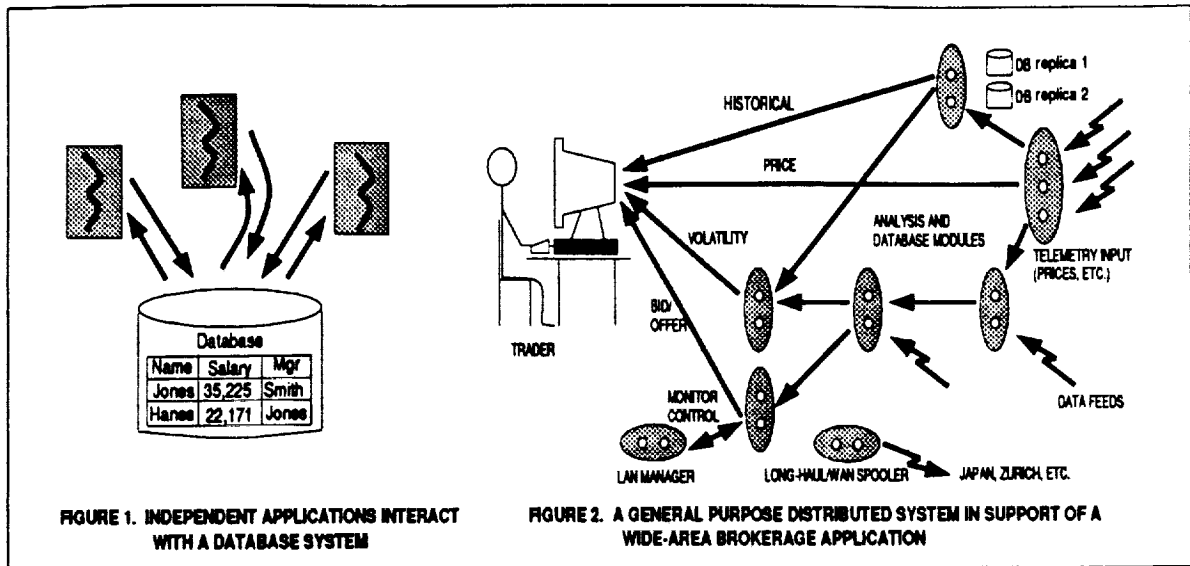 Database
Name Salary Mgr
Jones 35,225 Smith
Hanes 22,171 Jones
FIGURE 1. INDEPENDENT APPLICATIONS INTERACT
WITH A DATABASE SYSTEM
DB replica 1
DB replica 2
HISTORICAL
PRICE
VOLATILITY
ANALYSIS AND
DATABASE MODULES
TELEMETRY INPUT
(PRICES, ETC.)
BID/
OFFER
TRADER
MONITOR
CONTROL
DATA FEEDS
LAN MANAGER
LONG-HAUL/WAN SPOOLER
JAPAN, ZURICH, ETC.
FIGURE 2. A GENERAL PURPOSE DISTRIBUTED SYSTEM IN SUPPORT OF A
WIDE-AREA BROKERAGE APPLICATION